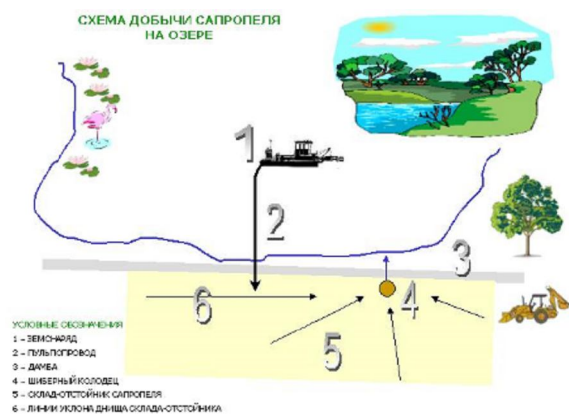 СХЕМА ДОБЫЧИ САПРОПЕЛЯ
НА ОЗЕРЕ
1
2
3
4
6
5
УСЛОВНЫЕ ОБОЗНАЧЕНИЯ
1 – ЗЕМСНАРЯД
2 – ПУЛЬПОПРОВОД
3 – ДАМБА
4 – ШИБЕРНЫЙ КОЛОДЕЦ
5 – СКЛАД-ОТСТОЙНИК САПРОПЕЛЯ
6 – ЛИНИИ УКЛОНА ДНИЩА СКЛАДА-ОТСТОЙНИКА